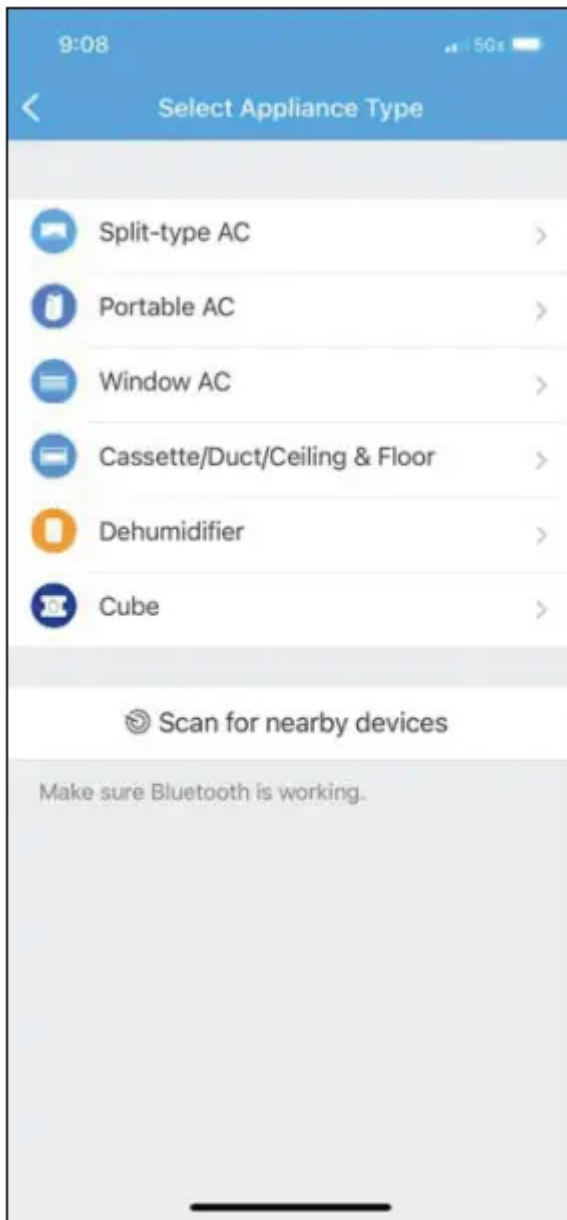 9:08
Select Appliance Type
Split-type AC
Portable AC
Window AC
Cassette/Duct/Ceiling & Floor
Dehumidifier
Cube
Scan for nearby devices
Make sure Bluetooth is working.